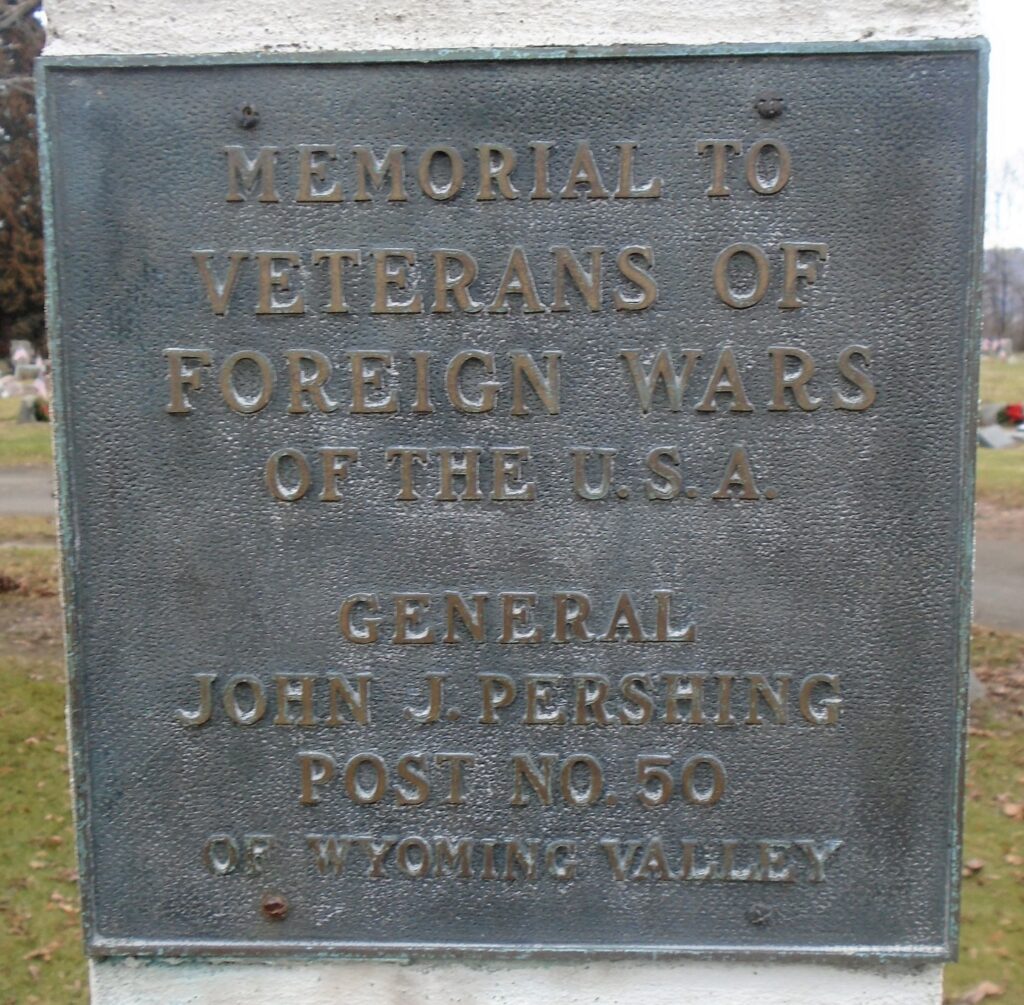 MEMORIAL TO
VETERANS OF
FOREIGN WARS
OF THE U.S.A.
GENERAL
JOHN J. PERSHING
POST NO. 50
OF WYOMING VALLEY